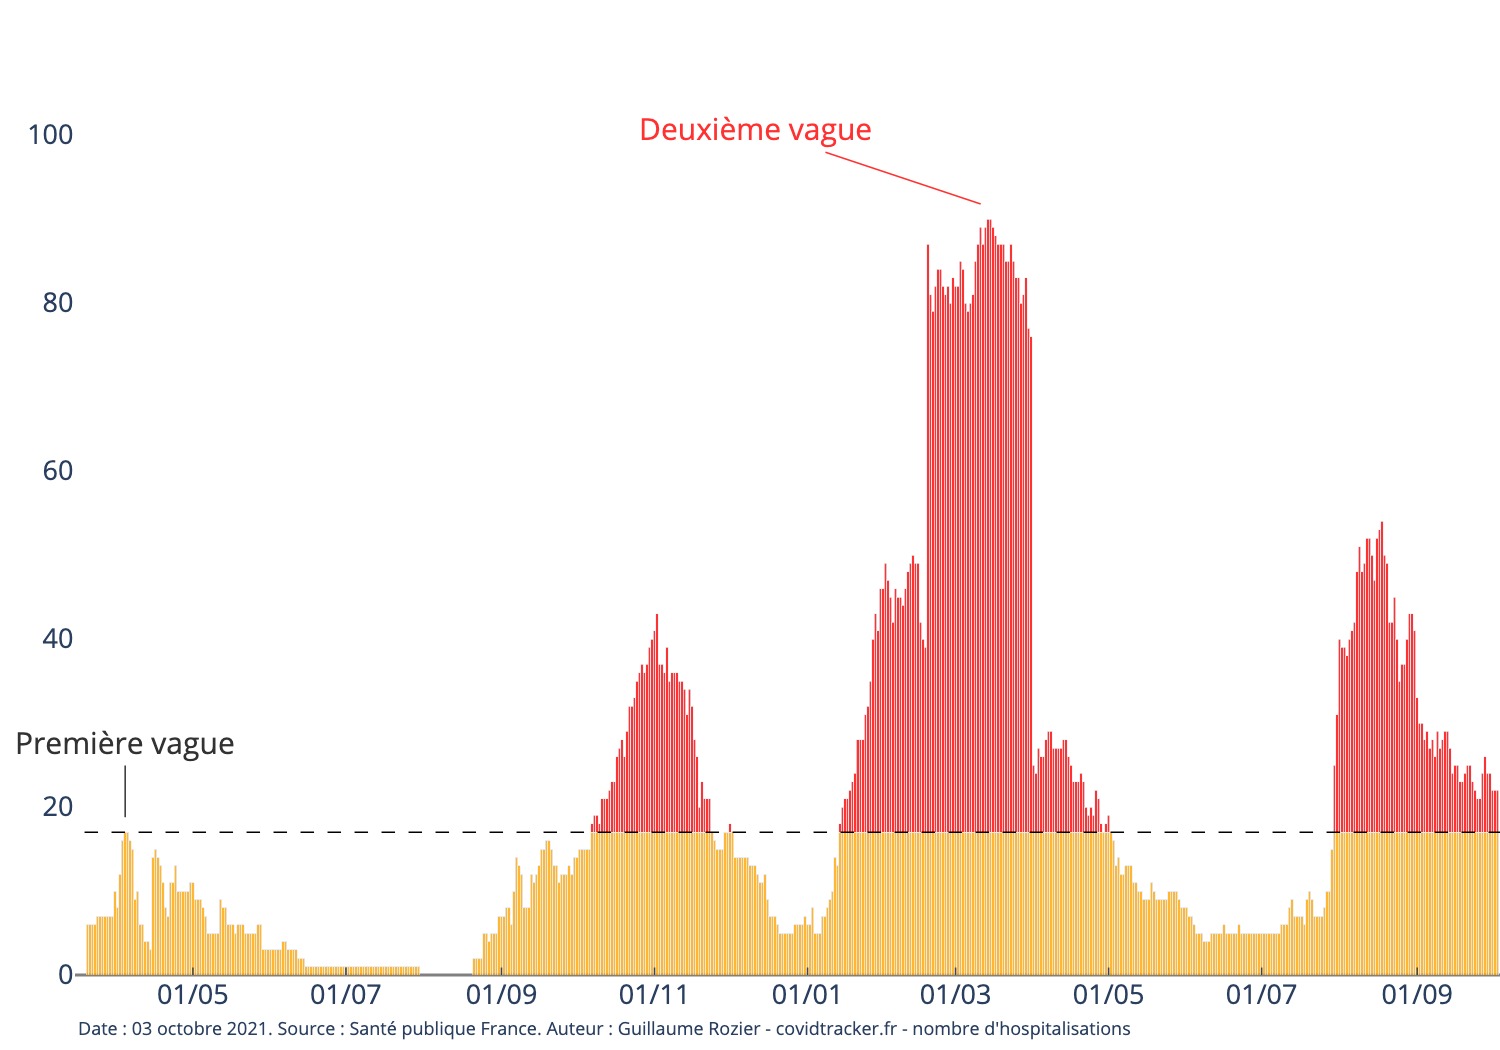 Deuxième vague
100
80
60
40
Première vague
20
0
01/05 01/07 01/09 01/11 01/01 01/03 01/05 01/07 01/09
Date : 03 octobre 2021. Source : Santé publique France. Auteur : Guillaume Rozier - covidtracker.fr - nombre d'hospitalisations